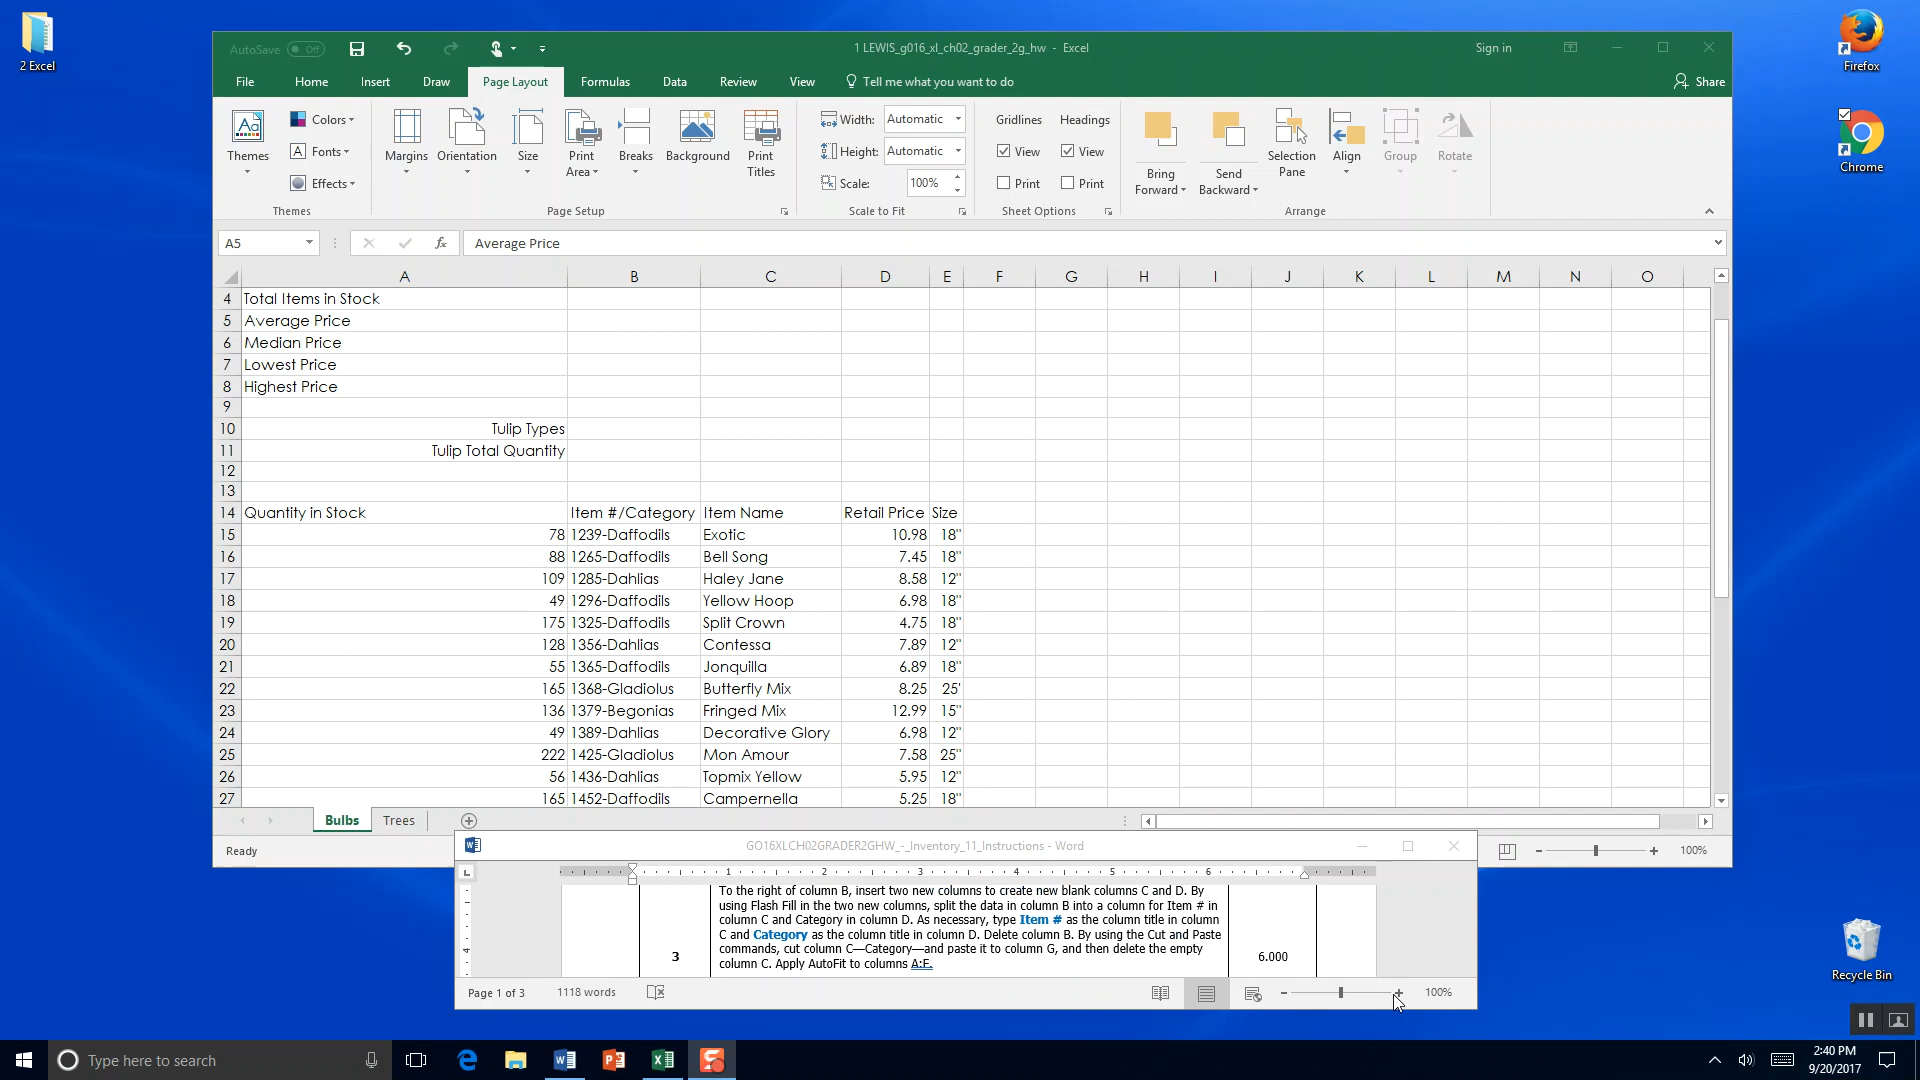 2 Excel
AutoSave Off
1 LEWIS_g016_xl_ch02_grader_2g_hw - Excel
Sign in
File Home Insert Draw Page Layout Formulas Data Review View Tell me what you want to do Share
Themes
Colors
Fonts
Effects
Themes
Margins Orientation Size Print Area Breaks Background Print Titles
Page Setup
Width: Automatic
Height: Automatic
Scale: 100%
Scale to Fit
Gridlines Headings
View View
Print Print
Sheet Options
Bring Forward Send Backward Selection Pane Align Group Rotate
Arrange
A5 fx Average Price
A B C D E F G H I J K L M N O
4 Total Items in Stock
5 Average Price
6 Median Price
7 Lowest Price
8 Highest Price
9
10 Tulip Types
11 Tulip Total Quantity
12
13
14 Quantity in Stock Item #/Category Item Name Retail Price Size
15 78 1239-Daffodils Exotic 10.98 18"
16 88 1265-Daffodils Bell Song 7.45 18"
17 109 1285-Dahlias Haley Jane 8.58 12"
18 49 1296-Daffodils Yellow Hoop 6.98 18"
19 175 1325-Daffodils Split Crown 4.75 18"
20 128 1356-Dahlias Contessa 7.89 12"
21 55 1365-Daffodils Jonquilla 6.89 18"
22 165 1368-Gladiolus Butterfly Mix 8.25 25'
23 136 1379-Begonias Fringed Mix 12.99 15"
24 49 1389-Dahlias Decorative Glory 6.98 12"
25 222 1425-Gladiolus Mon Amour 7.58 25"
26 56 1436-Dahlias Topmix Yellow 5.95 12"
27 165 1452-Daffodils Campernella 5.25 18"
Bulbs Trees
Ready
100%
GO16XLCH02GRADER2GHW_-_Inventory_11_Instructions - Word
1 2 3 4 5 6
4
To the right of column B, insert two new columns to create new blank columns C and D. By
using Flash Fill in the two new columns, split the data in column B into a column for Item # in
column C and Category in column D. As necessary, type Item # as the column title in column
C and Category as the column title in column D. Delete column B. By using the Cut and Paste
commands, cut column C—Category—and paste it to column G, and then delete the empty
column C. Apply AutoFit to columns A:F.
3
6.000
Page 1 of 3 1118 words
100%
Firefox
Chrome
Recycle Bin
Type here to search
2:40 PM
9/20/2017